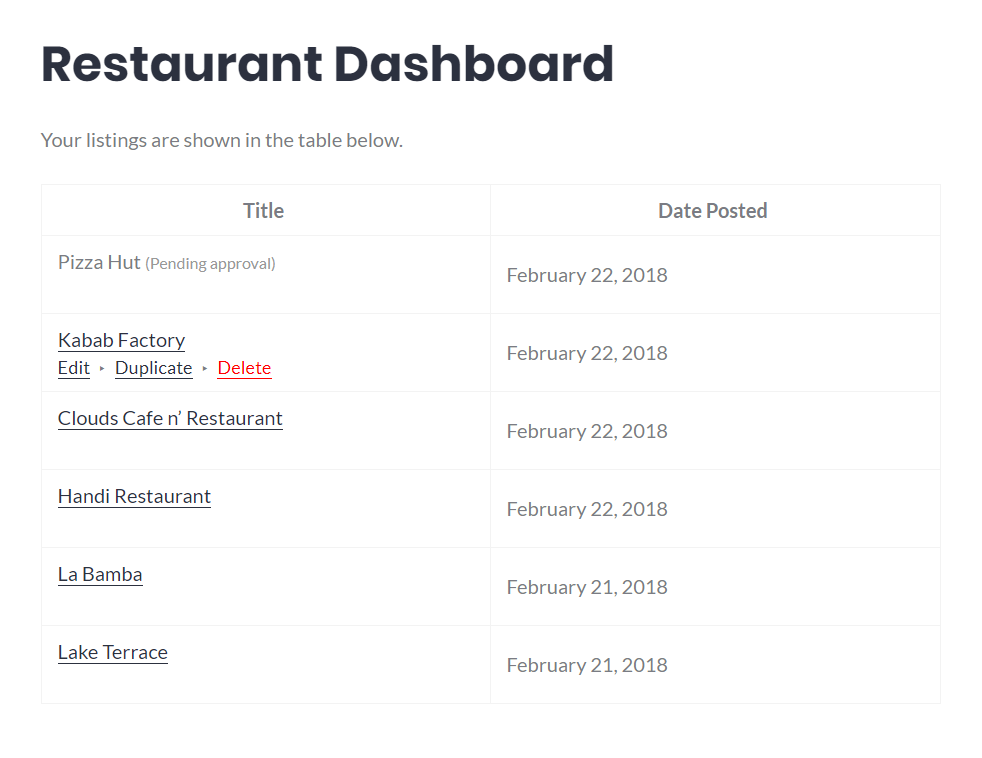 Restaurant Dashboard
Your listings are shown in the table below.
Title Date Posted
Pizza Hut (Pending approval) February 22, 2018
Kabab Factory
Edit ‣ Duplicate ‣ Delete
February 22, 2018
Clouds Cafe n’ Restaurant
February 22, 2018
Handi Restaurant
February 22, 2018
La Bamba
February 21, 2018
Lake Terrace
February 21, 2018